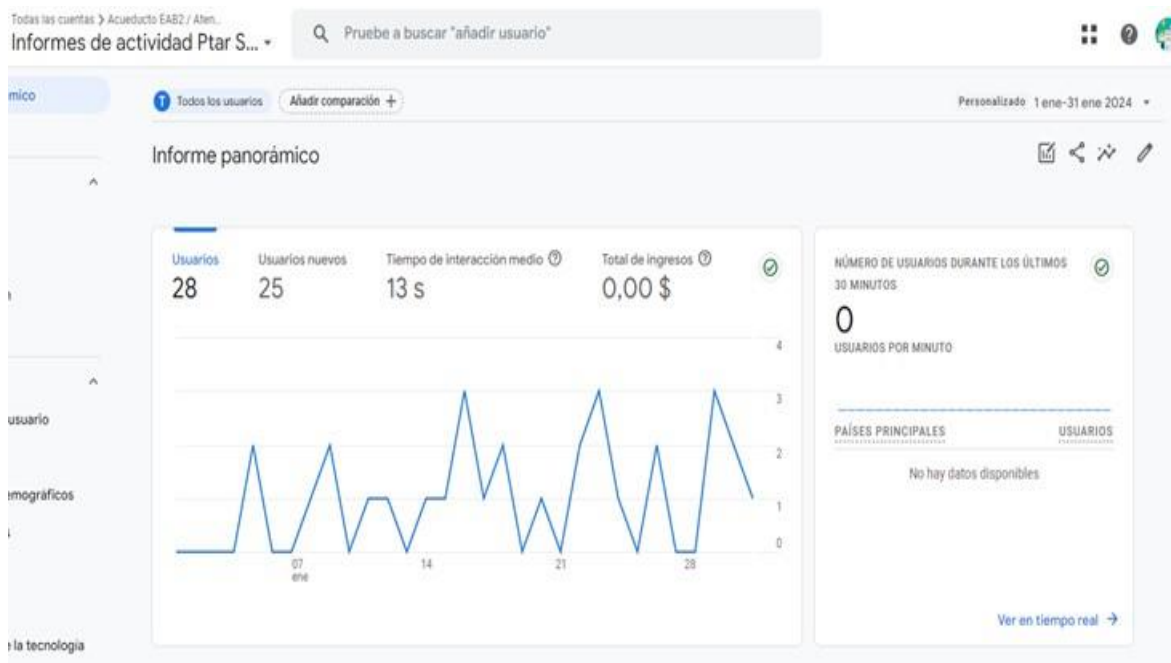 Todas las cuentas > Acueducto EAB2 / Aten...
Informes de actividad Ptar S...
Pruebe a buscar "añadir usuario"
mico
T Todos los usuarios
Añadir comparación +
Personalizado 1 ene-31 ene 2024
Informe panorámico
Usuarios
28
Usuarios nuevos
25
Tiempo de interacción medio
13 s
Total de ingresos
0,00 $
4
3
2
1
0
07
ene
14
21
28
NÚMERO DE USUARIOS DURANTE LOS ÚLTIMOS
30 MINUTOS
0
USUARIOS POR MINUTO
PAÍSES PRINCIPALES
USUARIOS
No hay datos disponibles
Ver en tiempo real
usuario
emográficos
e la tecnología